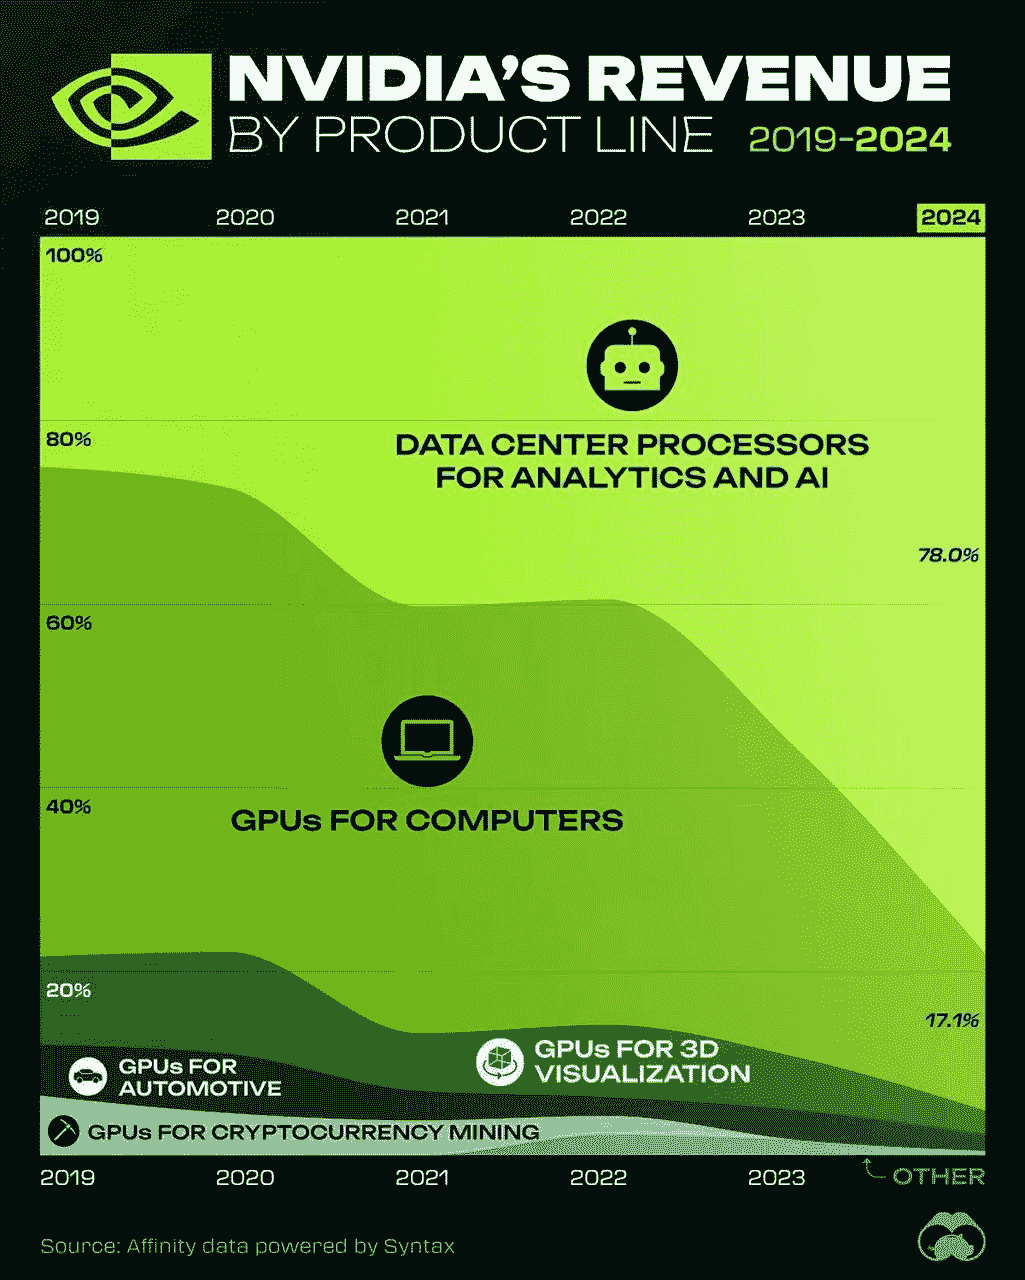 NVIDIA'S REVENUE
BY PRODUCT LINE 2019-2024
2019 2020 2021 2022 2023 2024
100%
80%
DATA CENTER PROCESSORS
FOR ANALYTICS AND AI
78.0%
60%
40%
GPUs FOR COMPUTERS
20%
17.1%
GPUs FOR 3D
VISUALIZATION
GPUs FOR
AUTOMOTIVE
GPUs FOR CRYPTOCURRENCY MINING
2019 2020 2021 2022 2023 OTHER
Source: Affinity data powered by Syntax